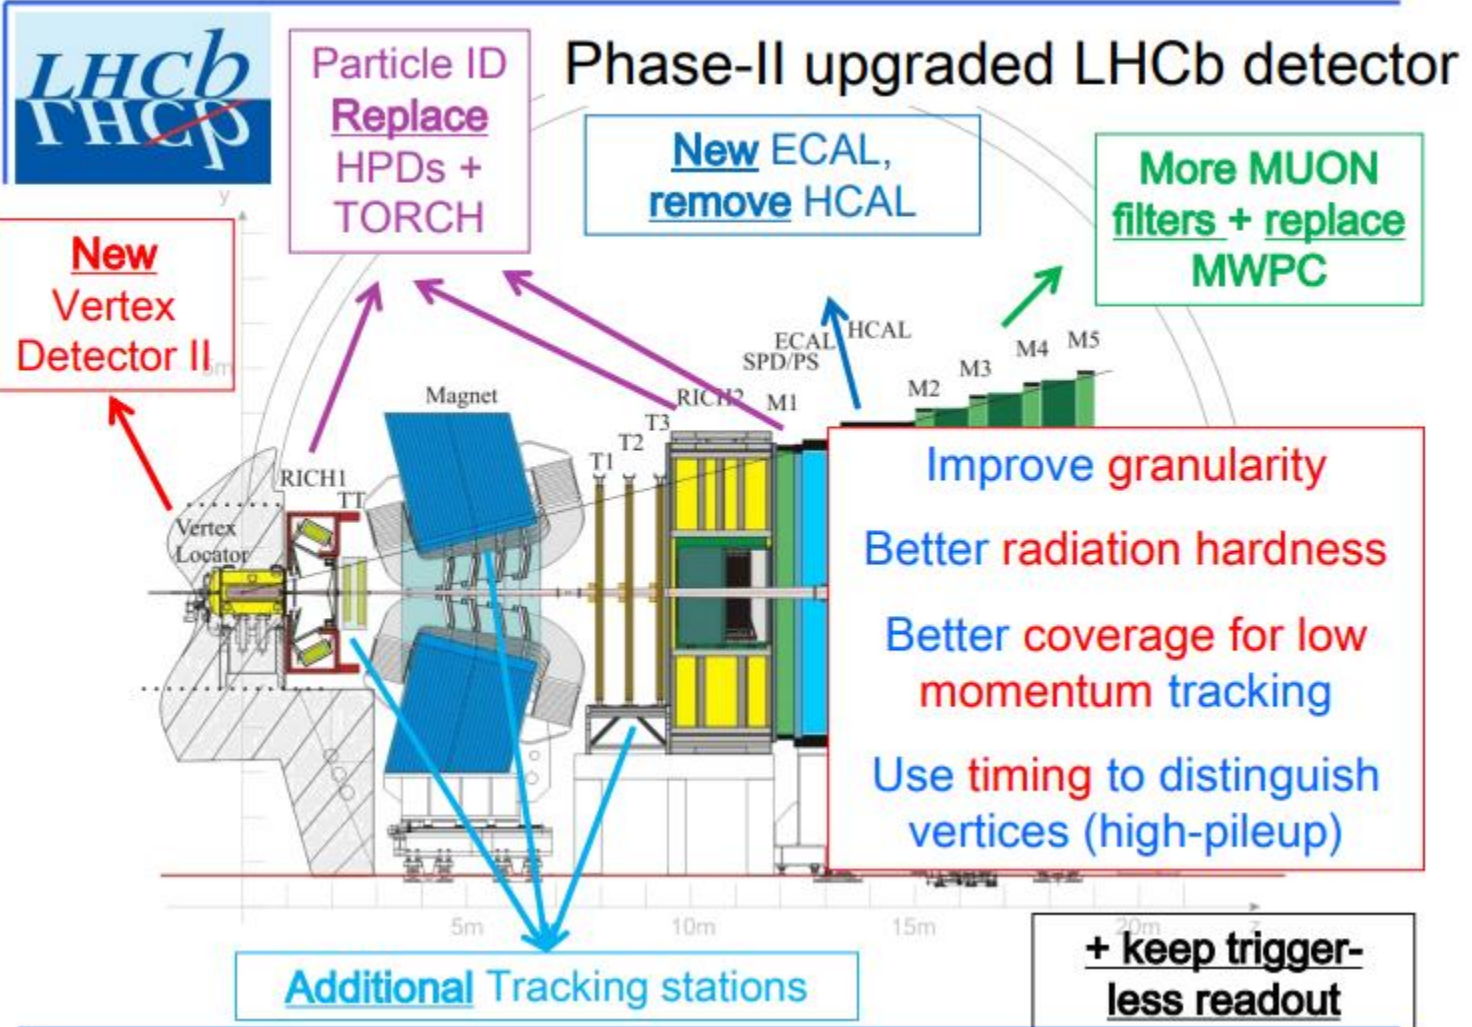 LHCb
LHCb
Particle ID
Replace
HPDs +
TORCH
Phase-II upgraded LHCb detector
New ECAL,
remove HCAL
More MUON
filters + replace
MWPC
New
Vertex
Detector II
y
5m
ECAL HCAL
SPD/PS
M2
M3
M4
M5
Magnet
RICH2
M1
T1
T2
T3
RICH1
TT
Vertex
Locator
Improve granularity
Better radiation hardness
Better coverage for low
momentum tracking
Use timing to distinguish
vertices (high-pileup)
5m
10m
15m
20m
z
Additional Tracking stations
+ keep trigger-
less readout